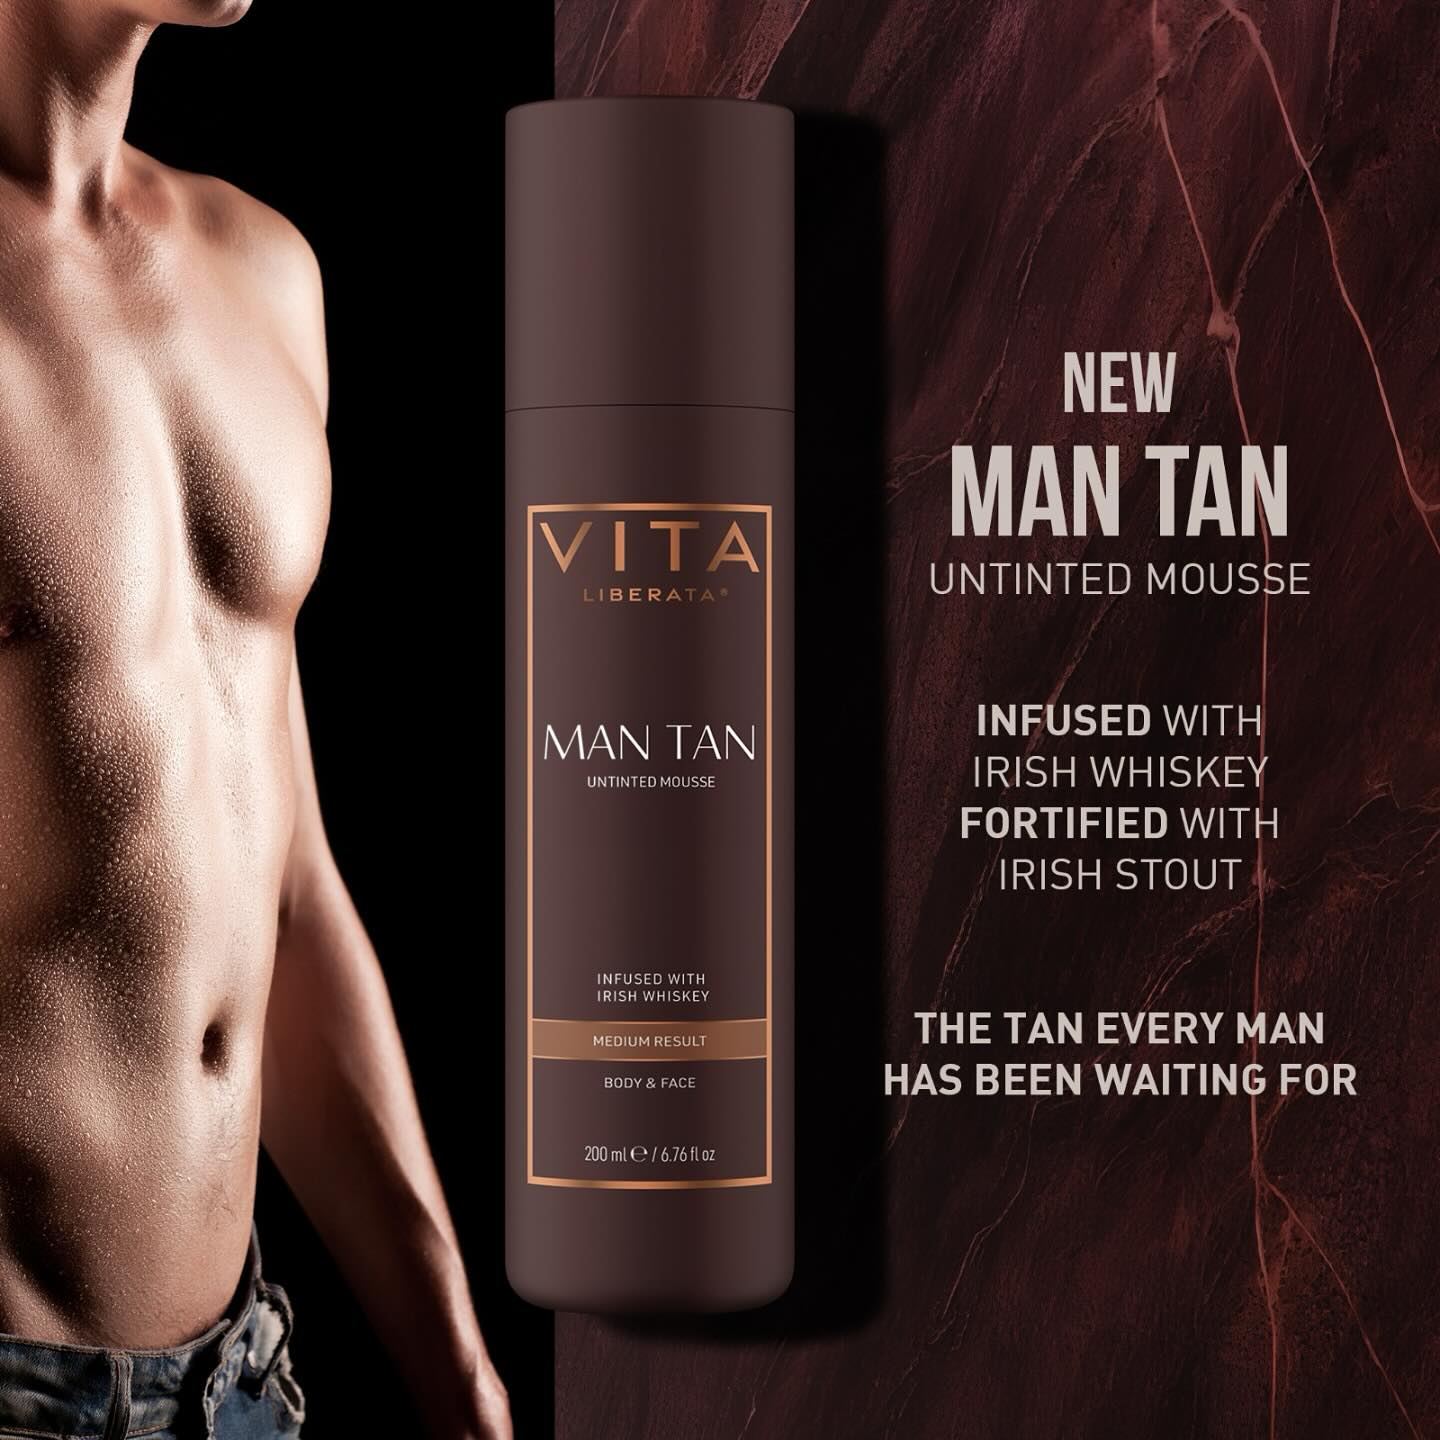 VITA
LIBERATA®
MAN TAN
UNTINTED MOUSSE
INFUSED WITH
IRISH WHISKEY
MEDIUM RESULT
BODY & FACE
200 ml ℮ / 6.76 fl oz
NEW
MAN TAN
UNTINTED MOUSSE
INFUSED WITH
IRISH WHISKEY
FORTIFIED WITH
IRISH STOUT
THE TAN EVERY MAN
HAS BEEN WAITING FOR